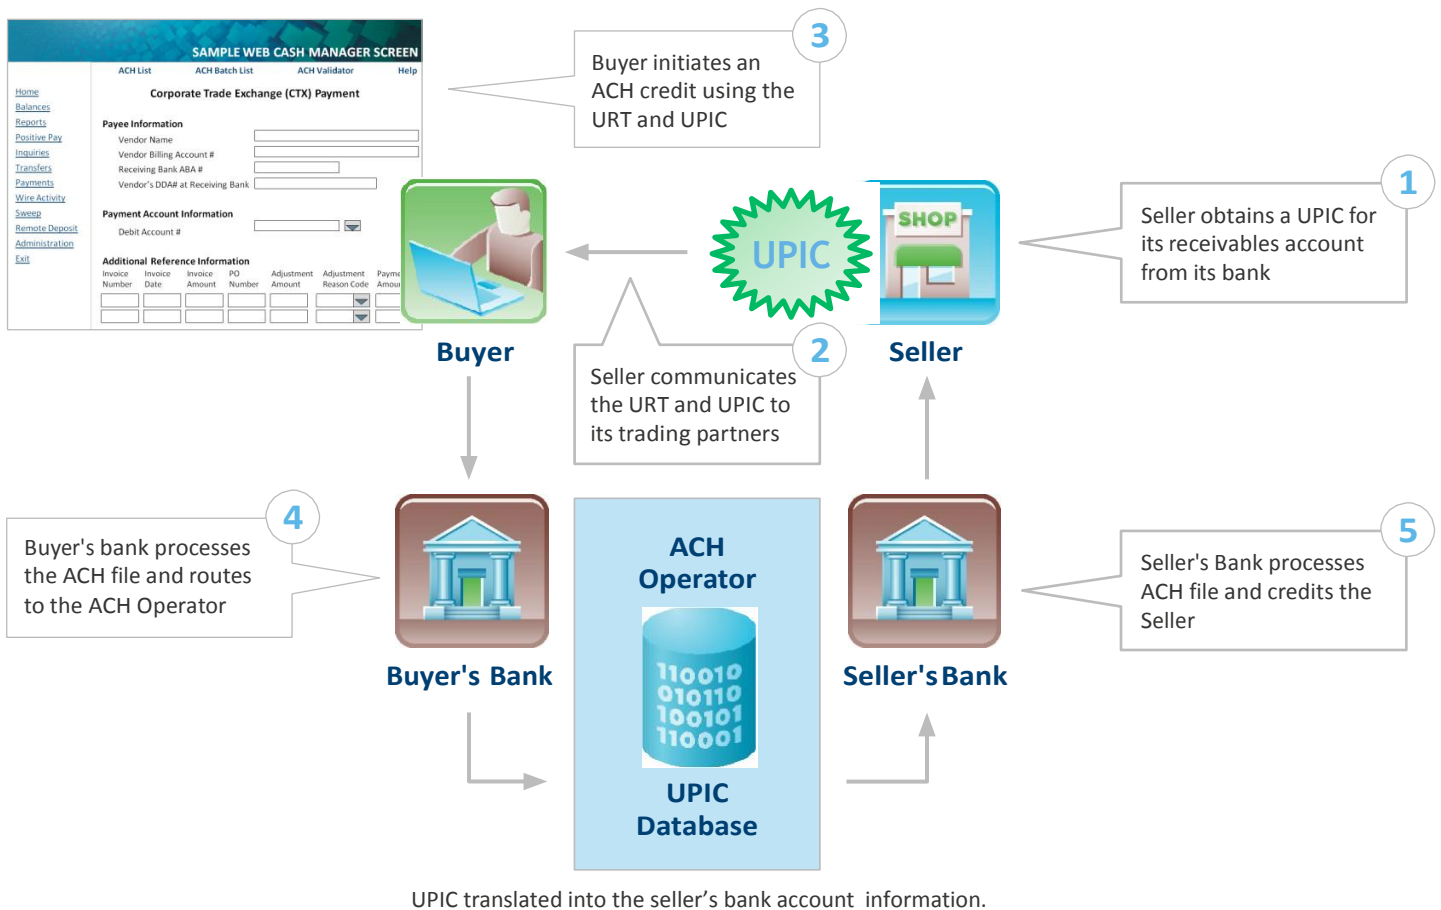 SAMPLE WEB CASH MANAGER SCREEN
ACH List ACH Batch List ACH Validator Help
Home
Balances
Reports
Positive Pay
Inquiries
Transfers
Payments
Wire Activity
Sweep
Remote Deposit
Administration
Exit
Corporate Trade Exchange (CTX) Payment
Payee Information
Vendor Name
Vendor Billing Account #
Receiving Bank ABA #
Vendor's DDA# at Receiving Bank
Payment Account Information
Debit Account #
Additional Reference Information
Invoice Invoice Invoice PO Adjustment Adjustment Payme
Number Date Amount Number Amount Reason Code Amou
3
Buyer initiates an
ACH credit using the
URT and UPIC
1
Seller obtains a UPIC for
its receivables account
from its bank
UPIC
SHOP
Buyer
Seller
2
Seller communicates
the URT and UPIC to
its trading partners
4
Buyer's bank processes
the ACH file and routes
to the ACH Operator
5
Seller's Bank processes
ACH file and credits the
Seller
ACH
Operator
110010
010110
100101
110001
UPIC
Database
Buyer's Bank
Seller's Bank
UPIC translated into the seller’s bank account information.